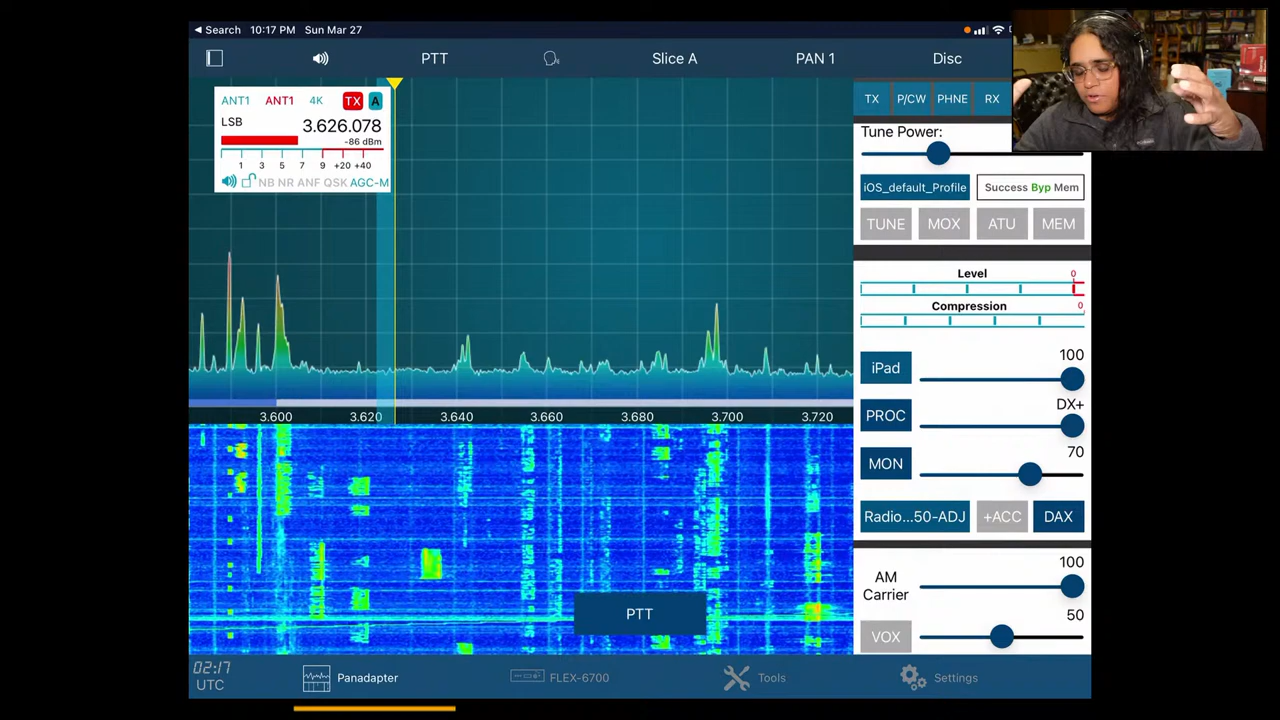 Search 10:17 PM Sun Mar 27
PTT Slice A PAN 1 Disc
ANT1 ANT1 4K TX A
LSB 3.626.078
-86 dBm
1 3 5 7 9 +20 +40
NB NR ANF QSK AGC-M
TX P/CW PHNE RX
Tune Power:
iOS_default_Profile Success Byp Mem
TUNE MOX ATU MEM
Level 0
Compression 0
100
iPad
DX+
PROC
70
MON
Radio...50-ADJ +ACC DAX
100
AM
Carrier
50
VOX
3.600 3.620 3.640 3.660 3.680 3.700 3.720
PTT
02:17
UTC
Panadapter FLEX-6700 Tools Settings